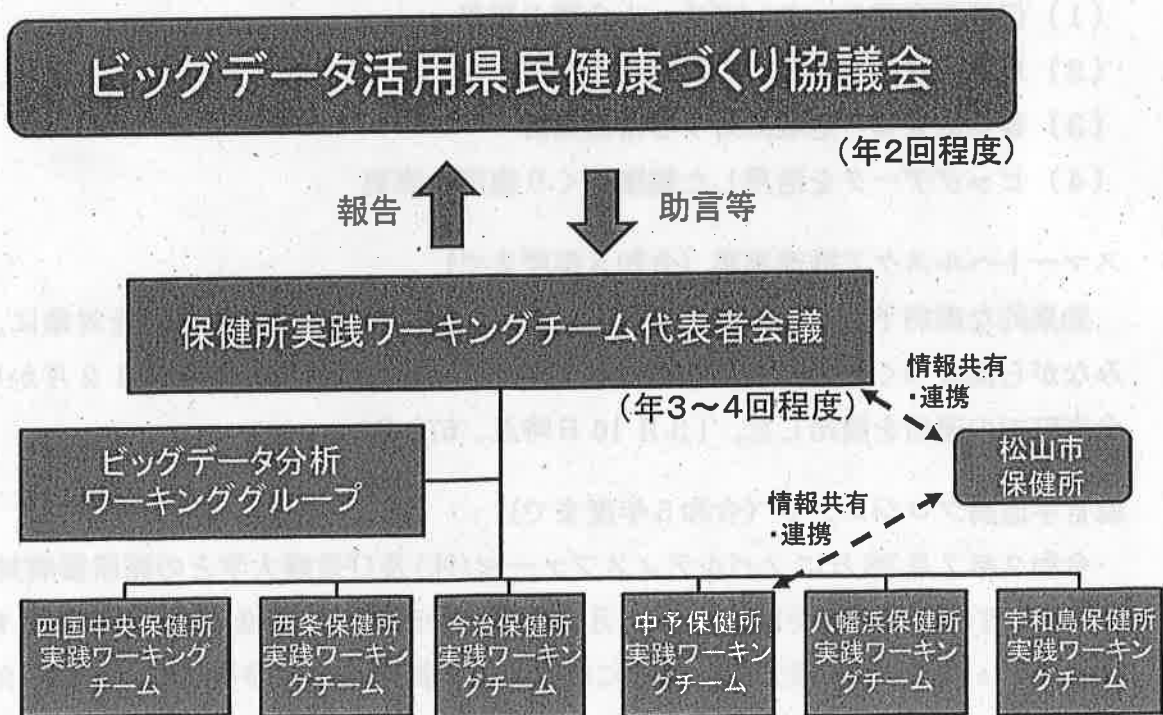 ビッグデータ活用県民健康づくり協議会
(年2回程度)
報告
助言等
保健所実践ワーキングチーム代表者会議
(年3～4回程度)
情報共有
・連携
ビッグデータ分析
ワーキンググループ
松山市
保健所
情報共有
・連携
四国中央保健所
実践ワーキング
チーム
西条保健所
実践ワーキン
グチーム
今治保健所
実践ワーキン
グチーム
中予保健所
実践ワーキン
グチーム
八幡浜保健所
実践ワーキン
グチーム
宇和島保健所
実践ワーキン
グチーム